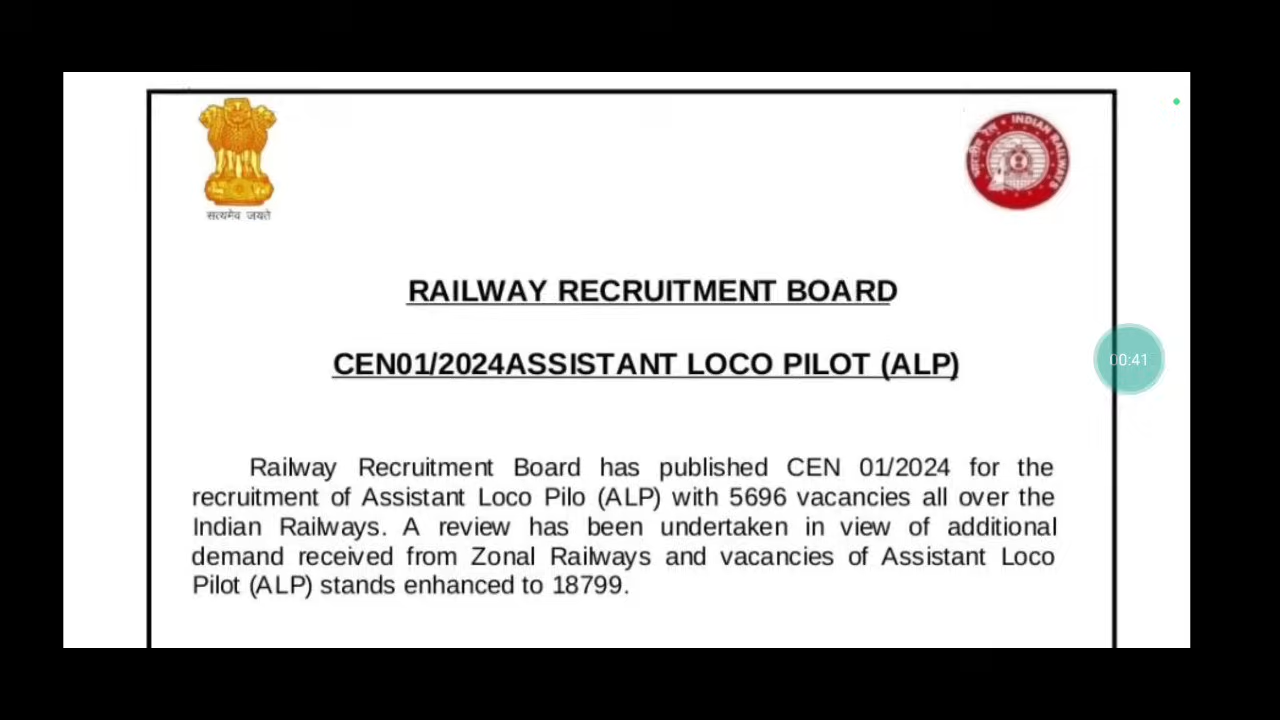 सत्यमेव जयते
भारतीय रेल • INDIAN RAILWAYS
RAILWAY RECRUITMENT BOARD
CEN01/2024ASSISTANT LOCO PILOT (ALP)
00:41
Railway Recruitment Board has published CEN 01/2024 for the
recruitment of Assistant Loco Pilo (ALP) with 5696 vacancies all over the
Indian Railways. A review has been undertaken in view of additional
demand received from Zonal Railways and vacancies of Assistant Loco
Pilot (ALP) stands enhanced to 18799.